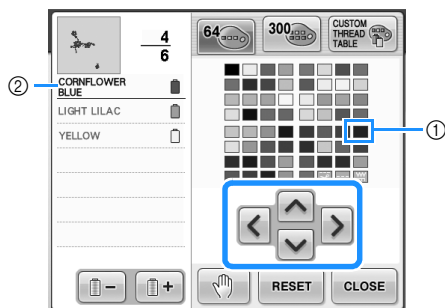 4
6
64
300
CUSTOM
THREAD
TABLE
② CORNFLOWER
BLUE
①
LIGHT LILAC
YELLOW
− +
RESET
CLOSE